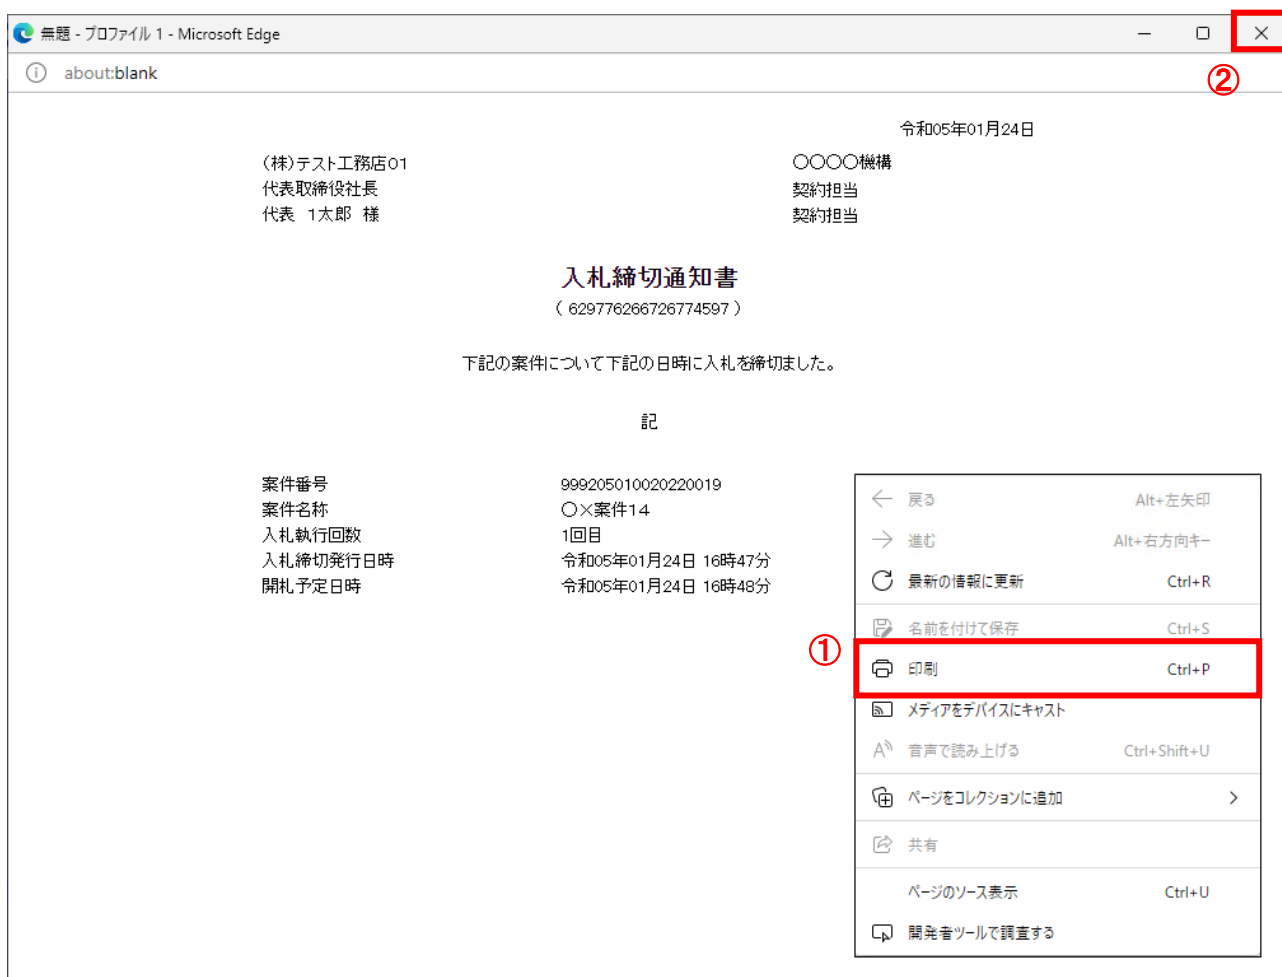 無題 - プロファイル 1 - Microsoft Edge
about:blank
②
令和05年01月24日
(株)テスト工務店01
代表取締役社長
代表 1太郎 様
〇〇〇〇機構
契約担当
契約担当
入札締切通知書
( 629776266726774597 )
下記の案件について下記の日時に入札を締切ました。
記
案件番号 999205010020220019
案件名称 〇×案件14
入札執行回数 1回目
入札締切発行日時 令和05年01月24日 16時47分
開札予定日時 令和05年01月24日 16時48分
戻る Alt+左矢印
進む Alt+右方向キー
最新の情報に更新 Ctrl+R
名前を付けて保存 Ctrl+S
①
印刷 Ctrl+P
メディアをデバイスにキャスト
音声で読み上げる Ctrl+Shift+U
ページをコレクションに追加
共有
ページのソース表示 Ctrl+U
開発者ツールで調査する